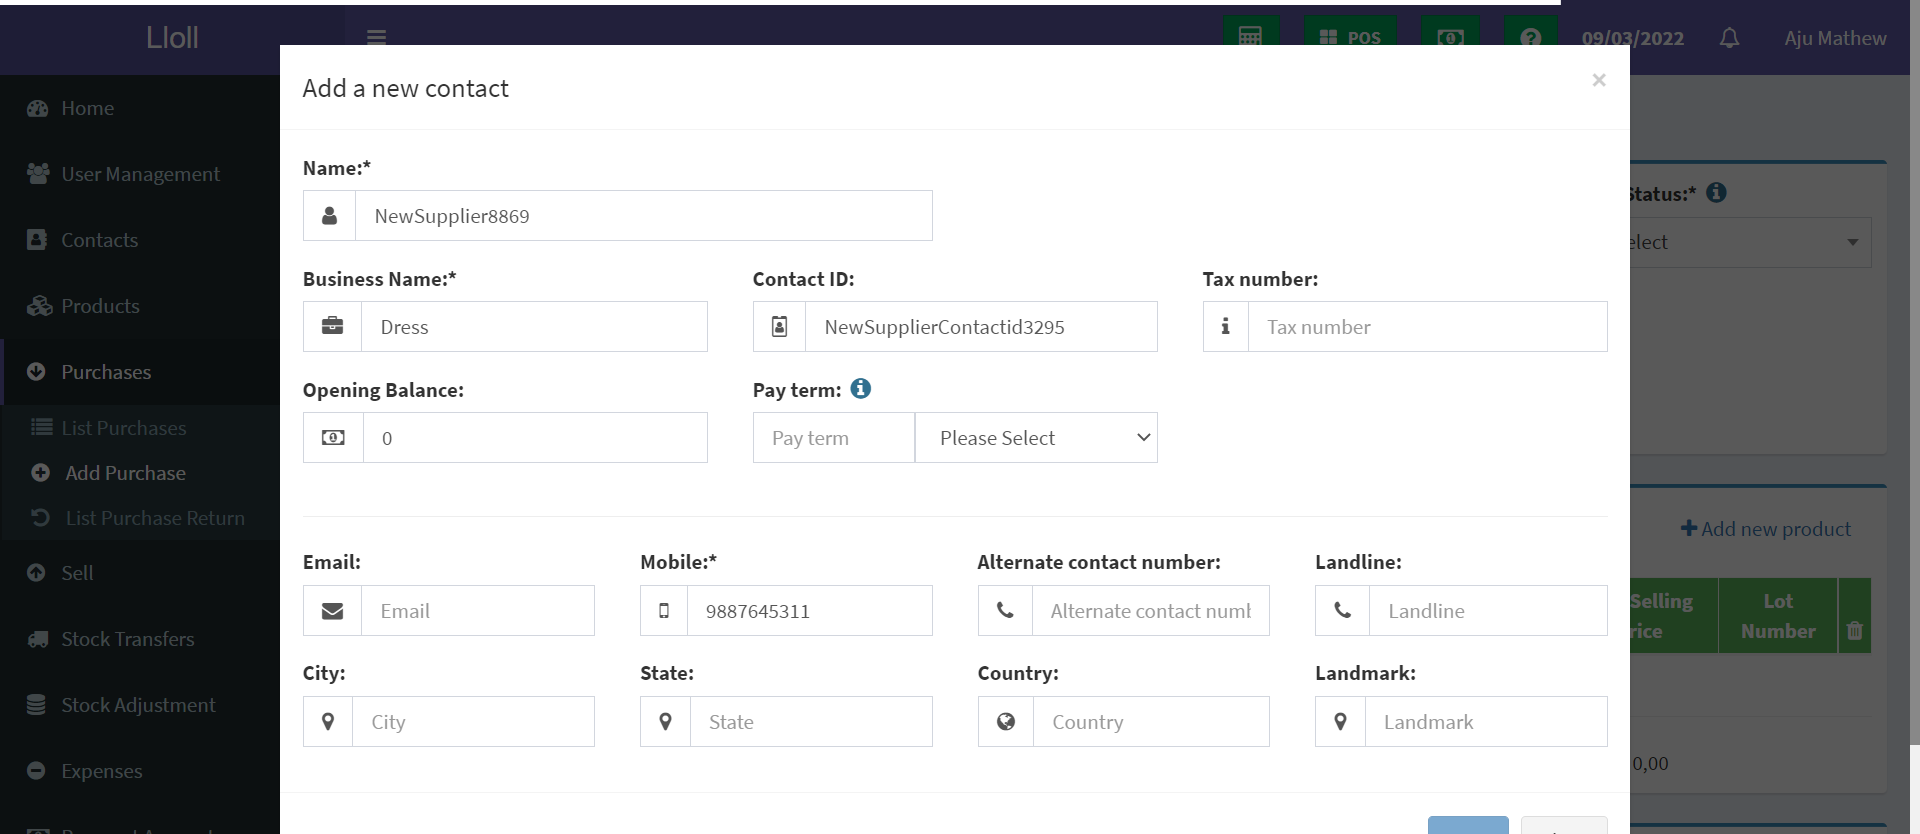 Lloll
POS
09/03/2022
Aju Mathew
Add a new contact
×
Home
User Management
Contacts
Products
Purchases
List Purchases
Add Purchase
List Purchase Return
Sell
Stock Transfers
Stock Adjustment
Expenses
Name:*
NewSupplier8869
Business Name:*
Contact ID:
Tax number:
Dress
NewSupplierContactid3295
Tax number
Opening Balance:
Pay term:
0
Pay term
Please Select
Email:
Mobile:*
Alternate contact number:
Landline:
Email
9887645311
Alternate contact numb
Landline
City:
State:
Country:
Landmark:
City
State
Country
Landmark
Status:*
elect
Add new product
Selling
rice
Lot
Number
0,00